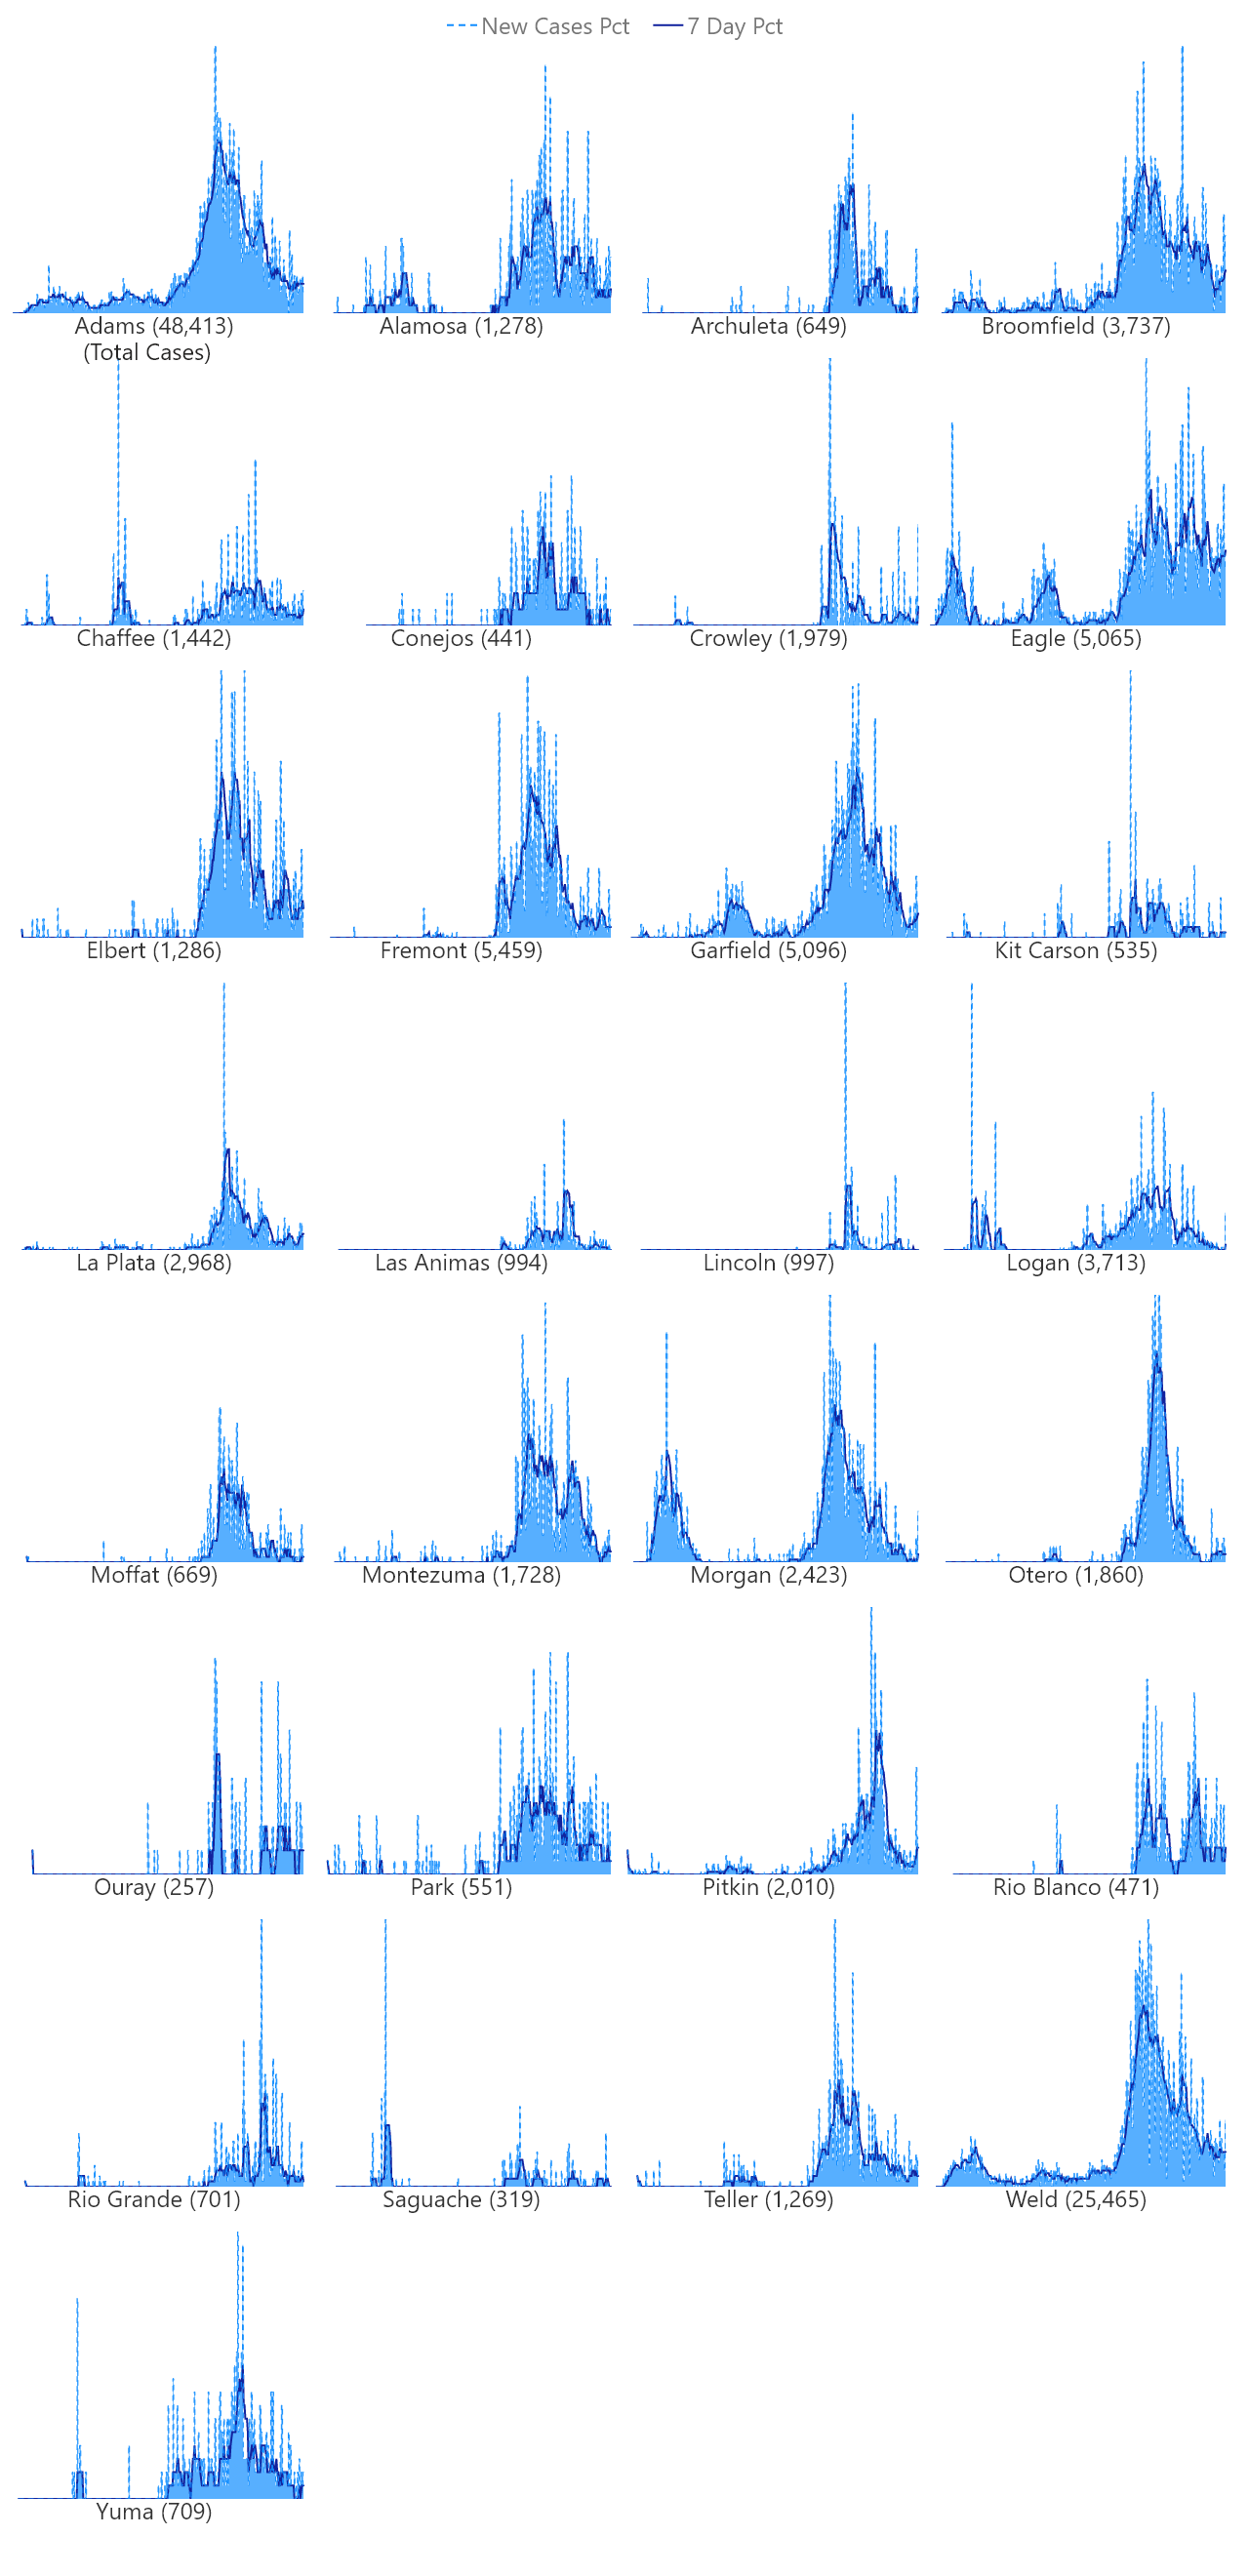 New Cases Pct 7 Day Pct
Adams (48,413) Alamosa (1,278) Archuleta (649) Broomfield (3,737)
(Total Cases)
Chaffee (1,442) Conejos (441) Crowley (1,979) Eagle (5,065)
Elbert (1,286) Fremont (5,459) Garfield (5,096) Kit Carson (535)
La Plata (2,968) Las Animas (994) Lincoln (997) Logan (3,713)
Moffat (669) Montezuma (1,728) Morgan (2,423) Otero (1,860)
Ouray (257) Park (551) Pitkin (2,010) Rio Blanco (471)
Rio Grande (701) Saguache (319) Teller (1,269) Weld (25,465)
Yuma (709)